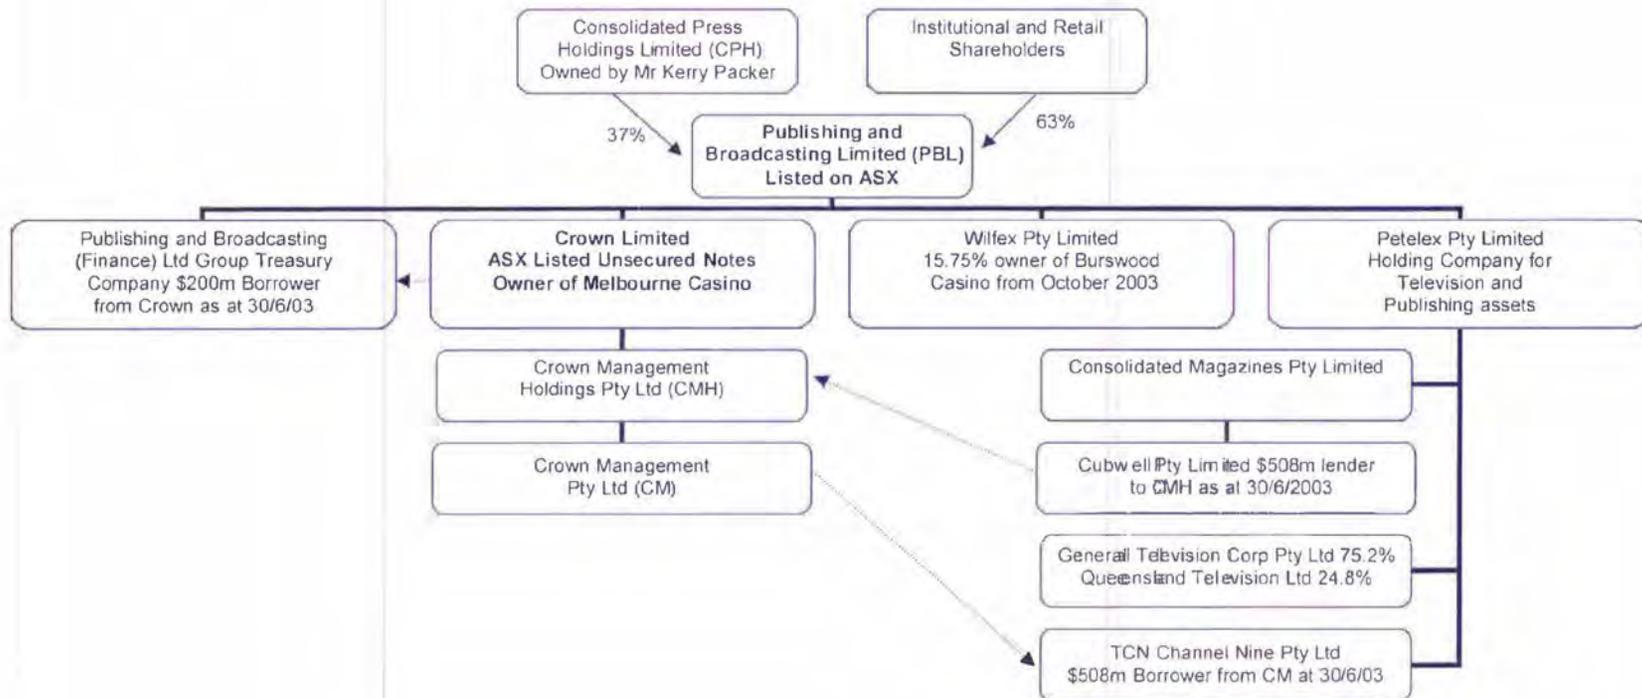 Consolidated Press
Holdings Limited (CPH)
Owned by Mr Kerry Packer
Institutional and Retail
Shareholders
37%
63%
Publishing and
Broadcasting Limited (PBL)
Listed on ASX
Publishing and Broadcasting
(Finance) Ltd Group Treasury
Company $200m Borrower
from Crown as at 30/6/03
Crown Limited
ASX Listed Unsecured Notes
Owner of Melbourne Casino
Wilfex Pty Limited
15.75% owner of Burswood
Casino from October 2003
Petelex Pty Limited
Holding Company for
Television and
Publishing assets
Crown Management
Holdings Pty Ltd (CMH)
Consolidated Magazines Pty Limited
Crown Management
Pty Ltd (CM)
Cubwell Pty Limited $508m lender
to CMH as at 30/6/2003
General Television Corp Pty Ltd 75.2%
Queensland Television Ltd 24.8%
TCN Channel Nine Pty Ltd
$508m Borrower from CM at 30/6/03